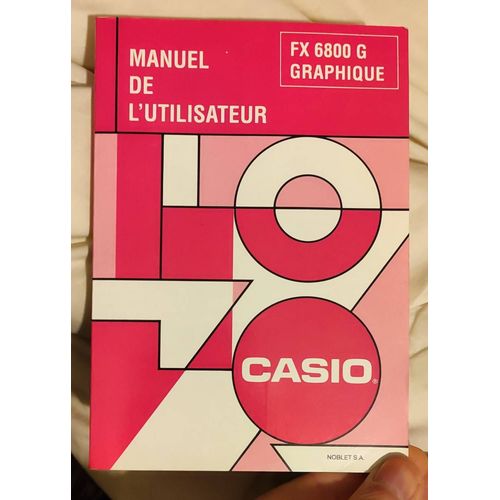 MANUEL
DE
L'UTILISATEUR
FX 6800 G
GRAPHIQUE
CASIO®
NOBLET S.A.